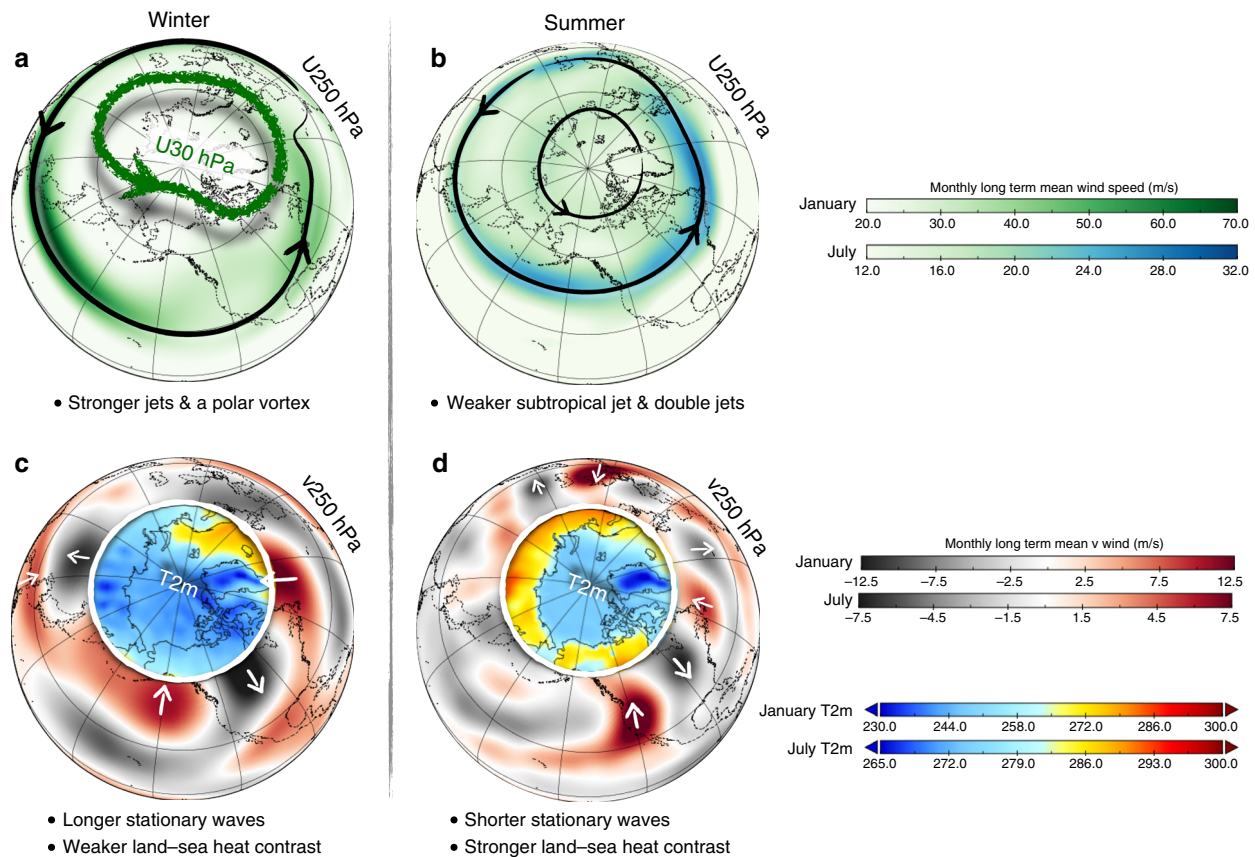 Winter
Summer
a
U250 hPa
U30 hPa
b
U250 hPa
Monthly long term mean wind speed (m/s)
January
20.0 30.0 40.0 50.0 60.0 70.0
July
12.0 16.0 20.0 24.0 28.0 32.0
• Stronger jets & a polar vortex
• Weaker subtropical jet & double jets
c
v250 hPa
T2m
d
v250 hPa
T2m
Monthly long term mean v wind (m/s)
January
−12.5 −7.5 −2.5 2.5 7.5 12.5
July
−7.5 −4.5 −1.5 1.5 4.5 7.5
January T2m
230.0 244.0 258.0 272.0 286.0 300.0
July T2m
265.0 272.0 279.0 286.0 293.0 300.0
• Longer stationary waves
• Weaker land–sea heat contrast
• Shorter stationary waves
• Stronger land–sea heat contrast